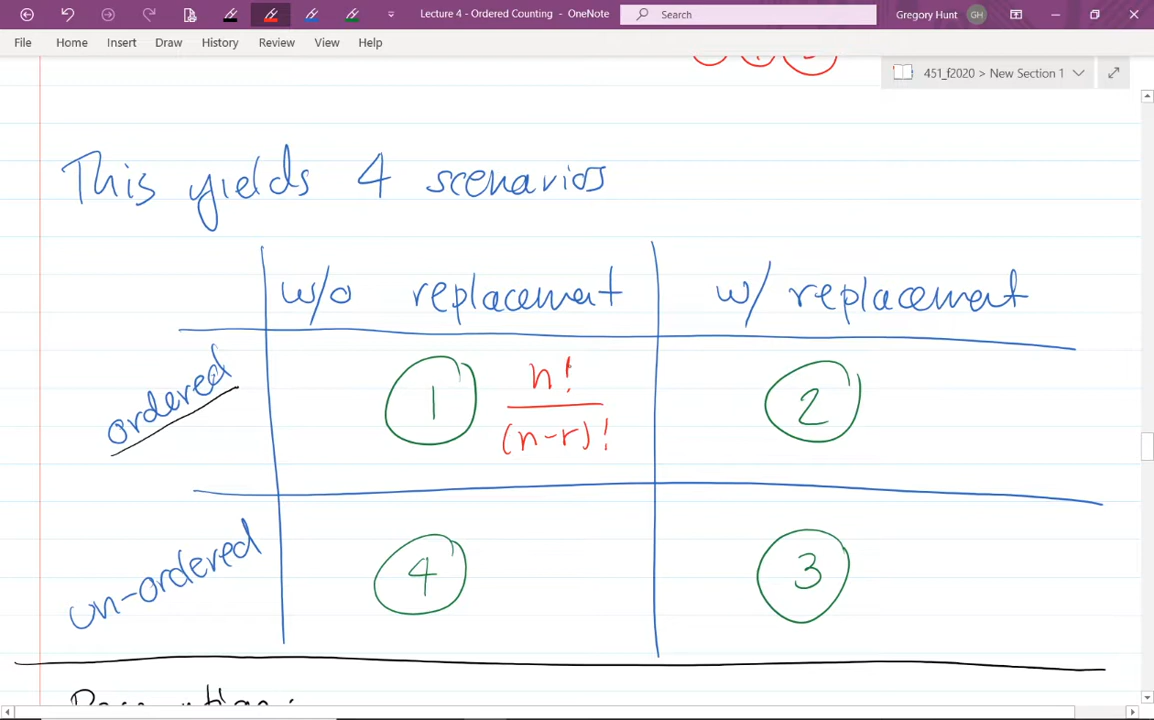 Lecture 4 - Ordered Counting - OneNote
Search
Gregory Hunt GH
File Home Insert Draw History Review View Help
451_f2020 > New Section 1
This yields 4 scenarios
w/o replacement w/ replacement
ordered
1 n!
(n-r)!
2
un-ordered
4 3